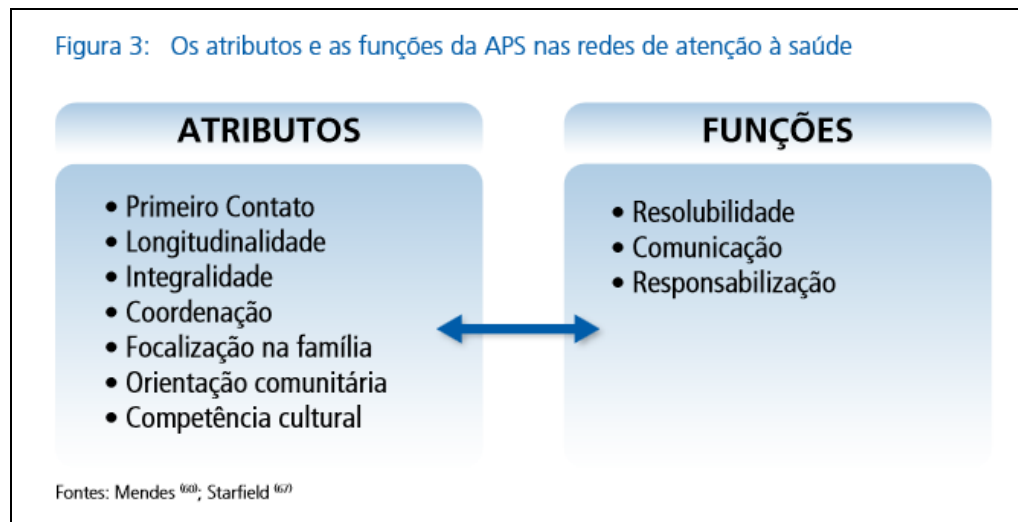 Figura 3: Os atributos e as funções da APS nas redes de atenção à saúde
ATRIBUTOS
• Primeiro Contato
• Longitudinalidade
• Integralidade
• Coordenação
• Focalização na família
• Orientação comunitária
• Competência cultural
FUNÇÕES
• Resolubilidade
• Comunicação
• Responsabilização
Fontes: Mendes (60); Starfield (67)